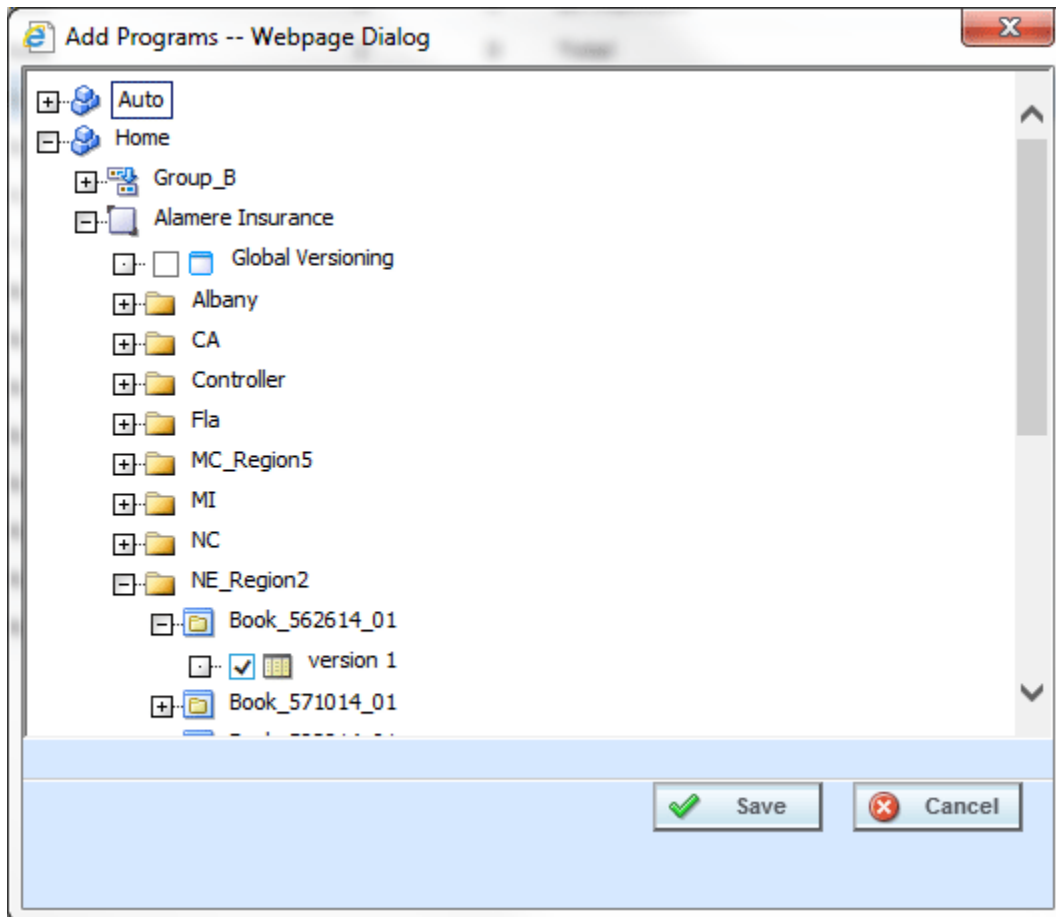 Add Programs -- Webpage Dialog
Auto
Home
Group_B
Alamere Insurance
Global Versioning
Albany
CA
Controller
Fla
MC_Region5
MI
NC
NE_Region2
Book_562614_01
version 1
Book_571014_01
Save
Cancel